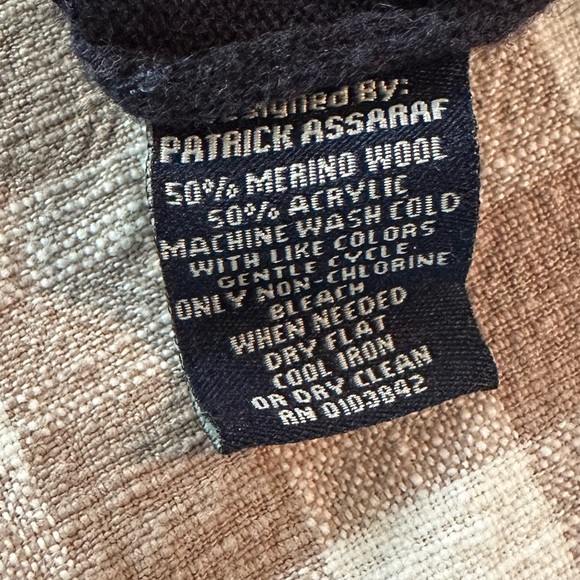 By:
PATRICK ASSARAF
50% MERINO WOOL
50% ACRYLIC
MACHINE WASH COLD
WITH LIKE COLORS
GENTLE CYCLE
ONLY NON-CHLORINE
BLEACH
WHEN NEEDED
DRY FLAT
COOL IRON
OR DRY CLEAN
RN 0103842